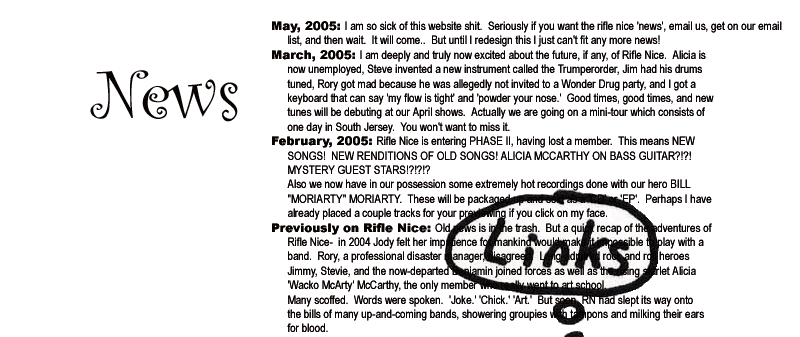 News
May, 2005: I am so sick of this website shit. Seriously if you want the rifle nice 'news', email us, get on our email
list, and then wait. It will come.. But until I redesign this I just can't fit any more news!
March, 2005: I am deeply and truly now excited about the future, if any, of Rifle Nice. Alicia is
now unemployed, Steve invented a new instrument called the Trumperorder, Jim had his drums
tuned, Rory got mad because he was allegedly not invited to a Wonder Drug party, and I got a
keyboard that can say 'my flow is tight' and 'powder your nose.' Good times, good times, and new
tunes will be debuting at our April shows. Actually we are going on a mini-tour which consists of
one day in South Jersey. You won't want to miss it.
February, 2005: Rifle Nice is entering PHASE II, having lost a member. This means NEW
SONGS! NEW RENDITIONS OF OLD SONGS! ALICIA MCCARTHY ON BASS GUITAR?!?!
MYSTERY GUEST STARS!?!?!?
Also we now have in our possession some extremely hot recordings done with our hero BILL
"MORIARTY" MORIARTY. These will be packaged up and sold as a 'CD' or 'EP'. Perhaps I have
already placed a couple tracks for your previewing if you click on my face.
Previously on Rifle Nice: Old news is in the trash. But a quick recap of the adventures of
Rifle Nice- in 2004 Jody felt her impudence for mankind would make it impossible to play with a
band. Rory, a professional disaster manager, disagreed. Long rock and roll heroes
Jimmy, Stevie, and the now-departed Benjamin joined forces as well as the rising starlet Alicia
'Wacko McArty' McCarthy, the only member who really went to art school.
Many scoffed. Words were spoken. 'Joke.' 'Chick.' 'Art.' But soon, RN had slept its way onto
the bills of many up-and-coming bands, showering groupies with tampons and milking their ears
for blood.
Links